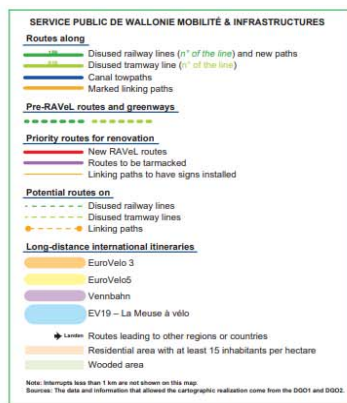 SERVICE PUBLIC DE WALLONIE MOBILITÉ & INFRASTRUCTURES
Routes along
Disused railway lines (n° of the line) and new paths
Disused tramway line (n° of the line)
Canal towpaths
Marked linking paths
Pre-RAVeL routes and greenways
Priority routes for renovation
New RAVeL routes
Routes to be tarmacked
Linking paths to have signs installed
Potential routes on
Disused railway lines
Disused tramway lines
Linking paths
Long-distance international itineraries
EuroVelo 3
EuroVelo5
Vennbahn
EV19 – La Meuse à vélo
Landen Routes leading to other regions or countries
Residential area with at least 15 inhabitants per hectare
Wooded area
Note: Interrupts less than 1 km are not shown on this map.
Sources: The data and information that allowed the cartographic realization come from the DGO1 and DGO2.